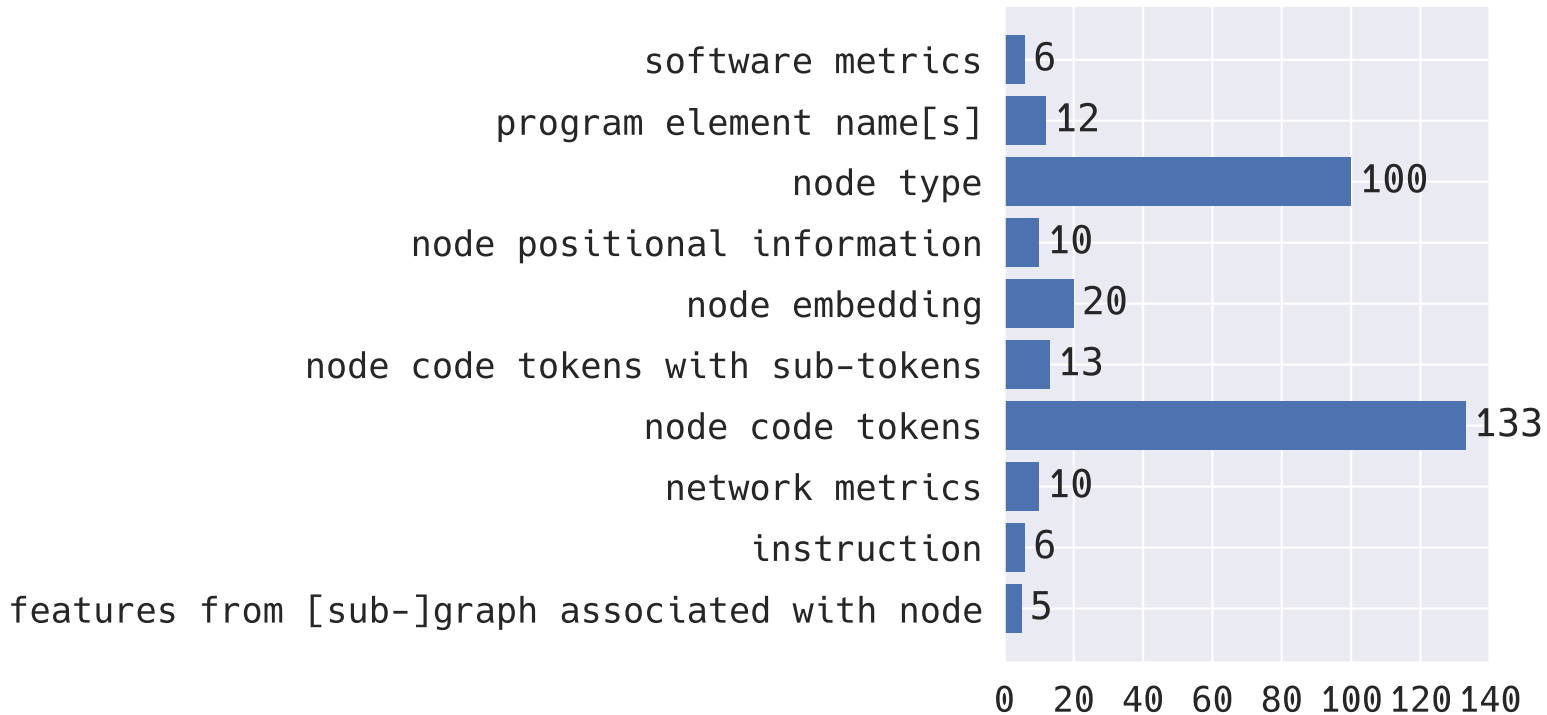 software metrics 6
program element name[s] 12
node type 100
node positional information 10
node embedding 20
node code tokens with sub-tokens 13
node code tokens 133
network metrics 10
instruction 6
features from [sub-]graph associated with node 5
0 20 40 60 80 100 120 140